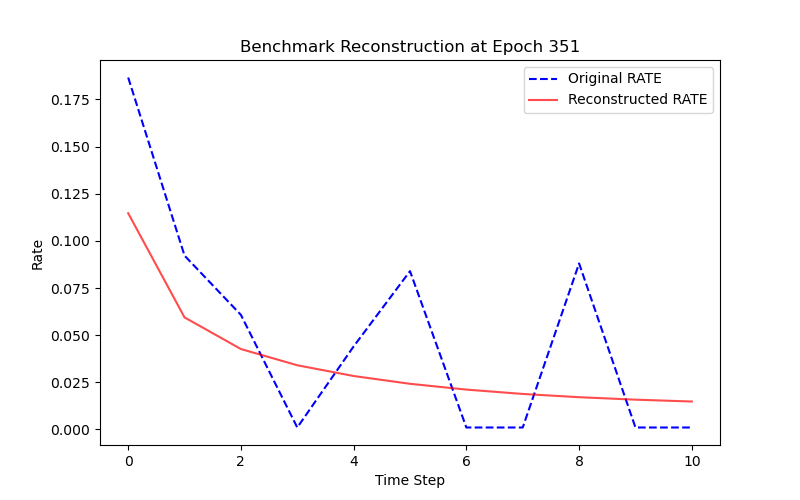 Benchmark Reconstruction at Epoch 351
Original RATE
Reconstructed RATE
0.175
0.150
0.125
0.100
0.075
0.050
0.025
0.000
Rate
0 2 4 6 8 10
Time Step